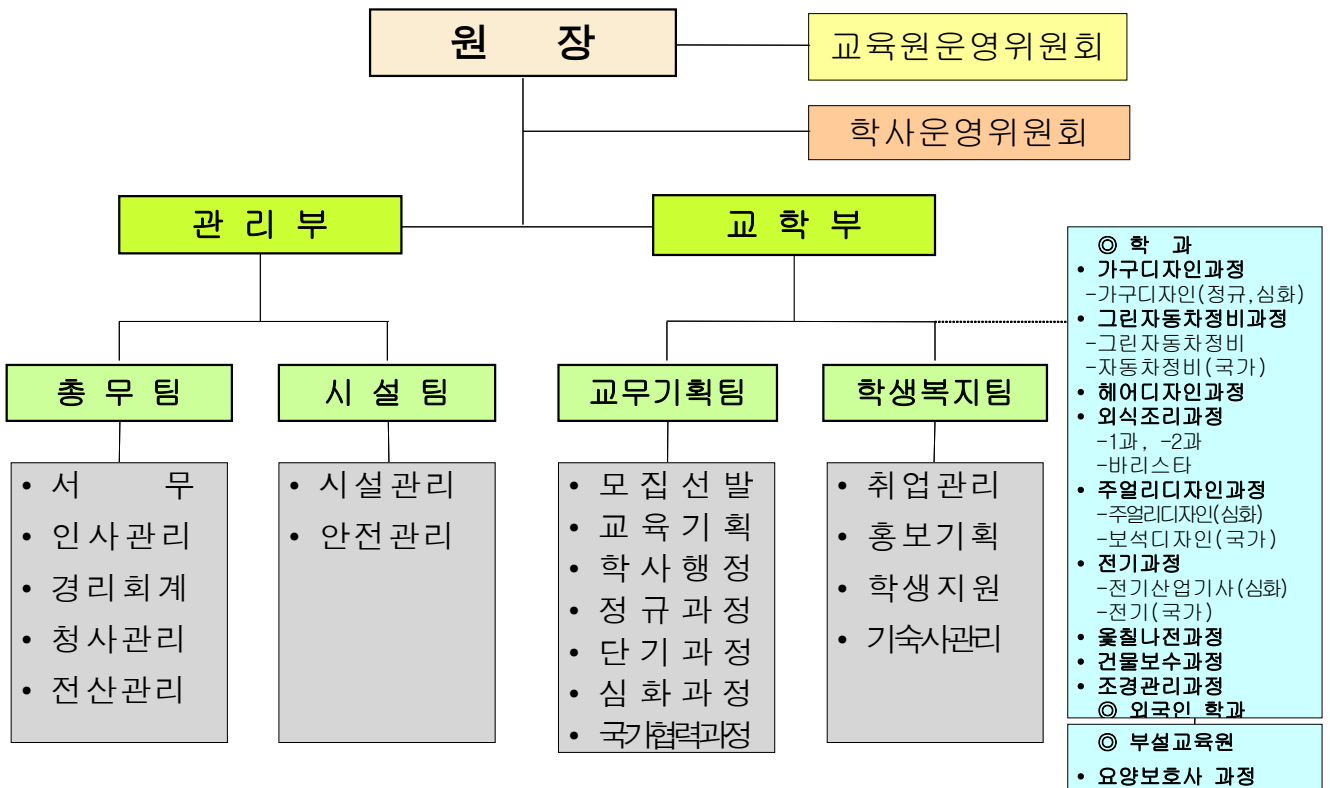 원 장
교육원운영위원회
학사운영위원회
관 리 부
교 학 부
총 무 팀
시 설 팀
교무기획팀
학생복지팀
• 서 무
• 인사관리
• 경리회계
• 청사관리
• 전산관리
• 시설관리
• 안전관리
• 모 집 선 발
• 교 육 기 획
• 학 사 행 정
• 정 규 과 정
• 단 기 과 정
• 심 화 과 정
• 국가협력과정
• 취업관리
• 홍보기획
• 학생지원
• 기숙사관리
◎ 학 과
• 가구디자인과정
-가구디자인(정규,심화)
• 그린자동차정비과정
-그린자동차정비
-자동차정비(국가)
• 헤어디자인과정
• 외식조리과정
-1과, -2과
-바리스타
• 주얼리디자인과정
-주얼리디자인(심화)
-보석디자인(국가)
• 전기과정
-전기산업기사(심화)
-전기(국가)
• 옻칠나전과정
• 건물보수과정
• 조경관리과정
◎ 외국인 학과
◎ 부설교육원
• 요양보호사 과정